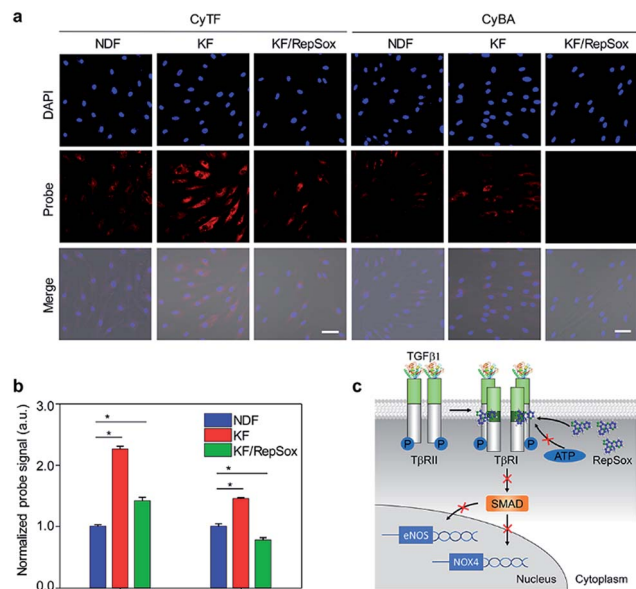 a
CyTF
CyBA
NDF
KF
KF/RepSox
NDF
KF
KF/RepSox
DAPI
Probe
Merge
b
Normalized probe signal (a.u.)
3.0
2.0
1.0
0.0
*
*
*
*
NDF
KF
KF/RepSox
c
TGFβI
P
P
P
P
TβRII
TβRI
ATP
RepSox
SMAD
eNOS
NOX4
Nucleus
Cytoplasm